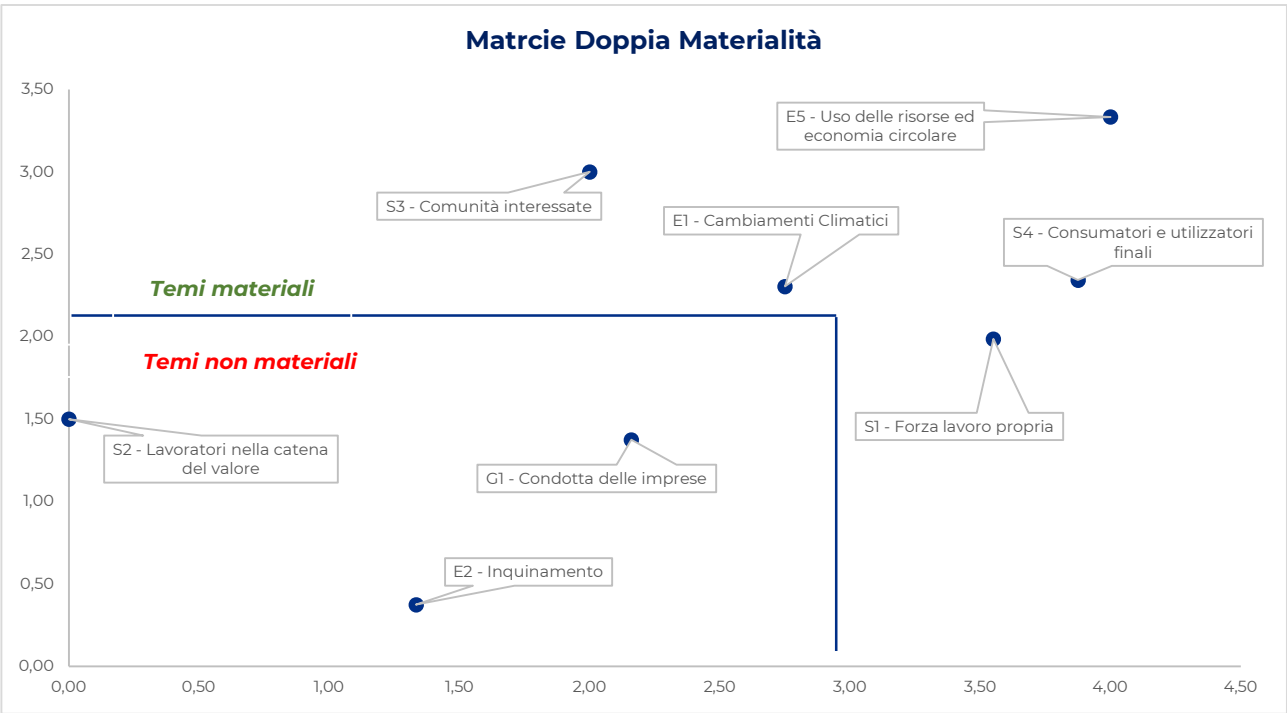 Matrcie Doppia Materialità
3,50
3,00
2,50
2,00
1,50
1,00
0,50
0,00
E5 - Uso delle risorse ed
economia circolare
S3 - Comunità interessate
E1 - Cambiamenti Climatici
S4 - Consumatori e utilizzatori
finali
Temi materiali
Temi non materiali
S1 - Forza lavoro propria
S2 - Lavoratori nella catena
del valore
G1 - Condotta delle imprese
E2 - Inquinamento
0,00
0,50
1,00
1,50
2,00
2,50
3,00
3,50
4,00
4,50